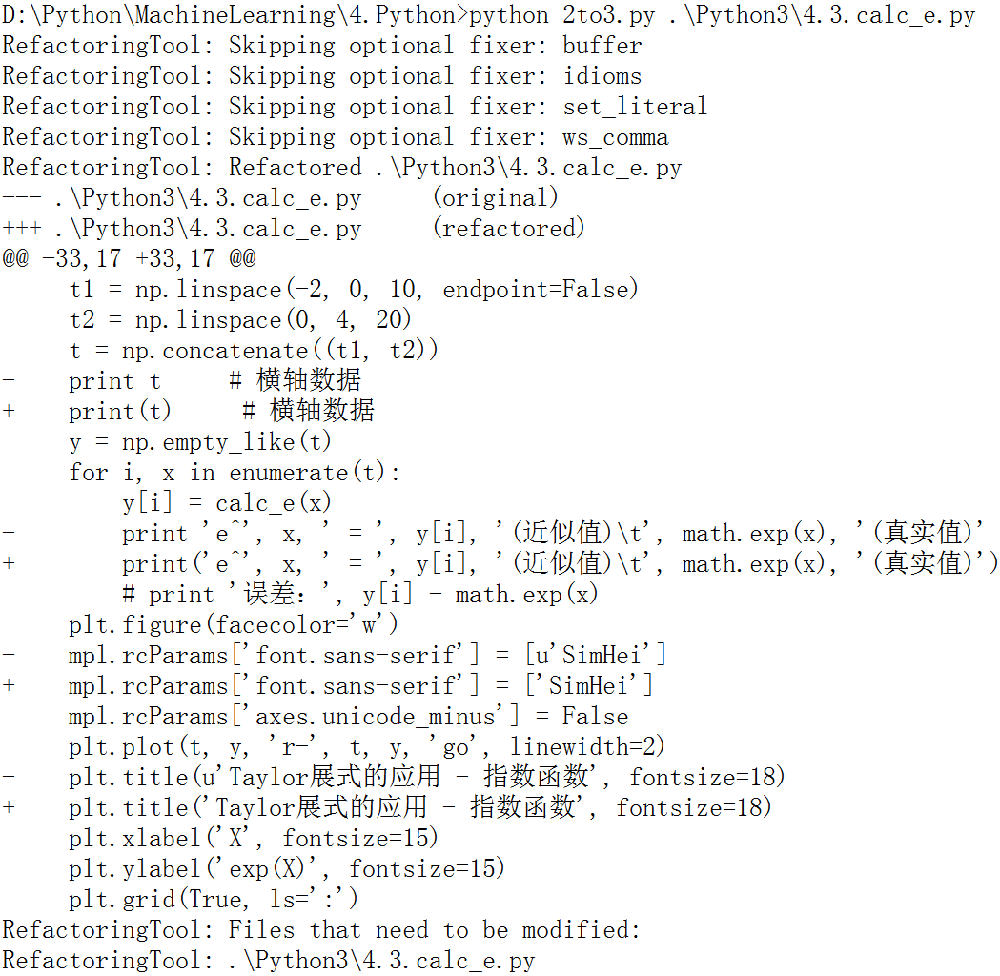 D:\Python\MachineLearning\4.Python>python 2to3.py .\Python3\4.3.calc_e.py
RefactoringTool: Skipping optional fixer: buffer
RefactoringTool: Skipping optional fixer: idioms
RefactoringTool: Skipping optional fixer: set_literal
RefactoringTool: Skipping optional fixer: ws_comma
RefactoringTool: Refactored .\Python3\4.3.calc_e.py
--- .\Python3\4.3.calc_e.py     (original)
+++ .\Python3\4.3.calc_e.py     (refactored)
@@ -33,17 +33,17 @@
     t1 = np.linspace(-2, 0, 10, endpoint=False)
     t2 = np.linspace(0, 4, 20)
     t = np.concatenate((t1, t2))
-    print t     # 横轴数据
+    print(t)     # 横轴数据
     y = np.empty_like(t)
     for i, x in enumerate(t):
         y[i] = calc_e(x)
-        print 'e^', x, ' = ', y[i], '(近似值)\t', math.exp(x), '(真实值)'
+        print('e^', x, ' = ', y[i], '(近似值)\t', math.exp(x), '(真实值)')
         # print '误差：', y[i] - math.exp(x)
     plt.figure(facecolor='w')
-    mpl.rcParams['font.sans-serif'] = [u'SimHei']
+    mpl.rcParams['font.sans-serif'] = ['SimHei']
     mpl.rcParams['axes.unicode_minus'] = False
     plt.plot(t, y, 'r-', t, y, 'go', linewidth=2)
-    plt.title(u'Taylor展式的应用 - 指数函数', fontsize=18)
+    plt.title('Taylor展式的应用 - 指数函数', fontsize=18)
     plt.xlabel('X', fontsize=15)
     plt.ylabel('exp(X)', fontsize=15)
     plt.grid(True, ls=':')
RefactoringTool: Files that need to be modified:
RefactoringTool: .\Python3\4.3.calc_e.py